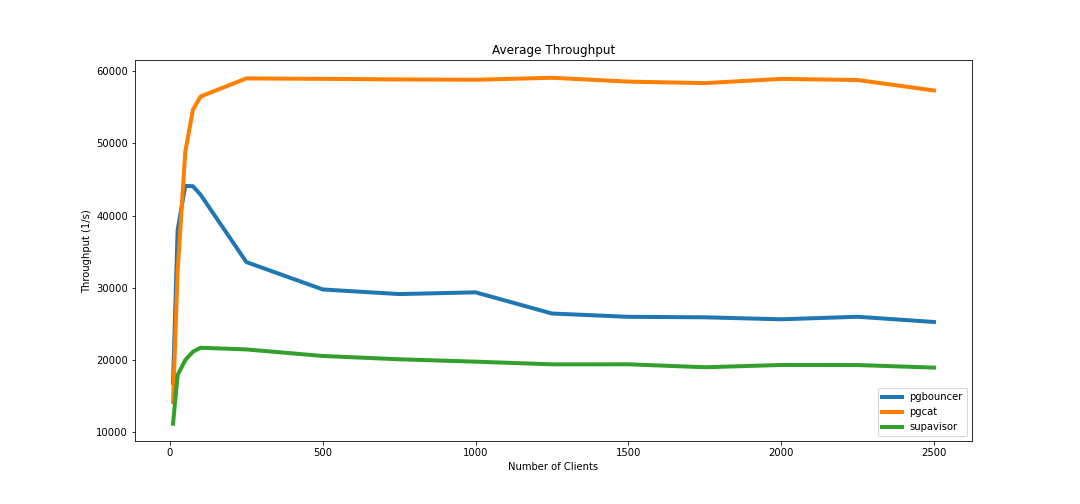 Average Throughput
60000
50000
40000
30000
20000
10000
Throughput (1/s)
0 500 1000 1500 2000 2500
Number of Clients
pgbouncer
pgcat
supavisor